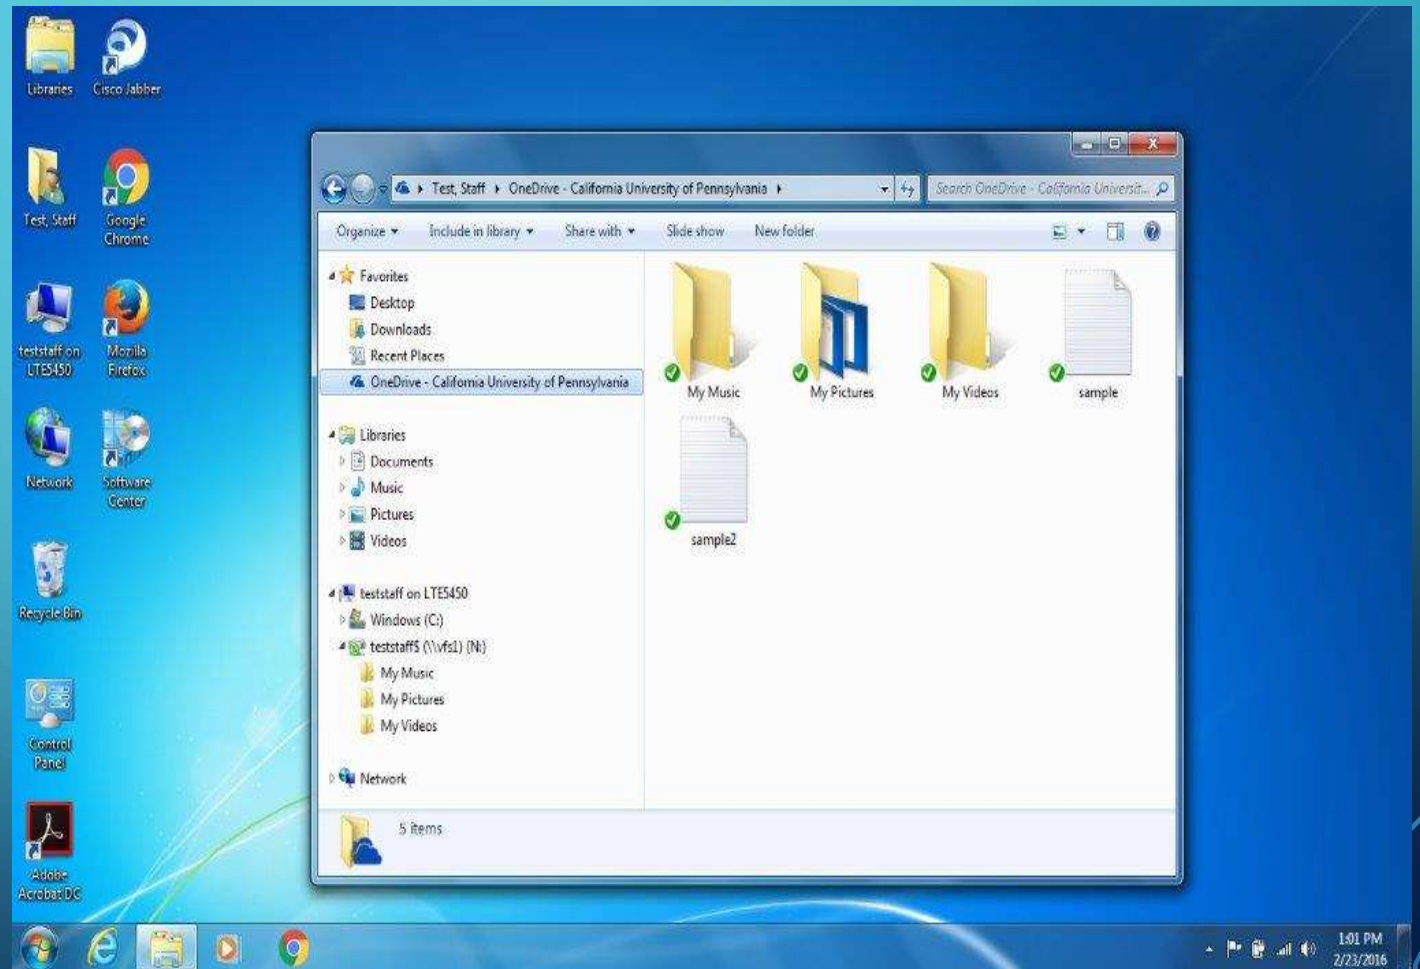 Libraries
Cisco Jabber
Test, Staff
Google
Chrome
teststaff on
LTE5450
Mozilla
Firefox
Network
Software
Center
Recycle Bin
Control
Panel
Adobe
Acrobat DC
Test, Staff
OneDrive - California University of Pennsylvania
Search OneDrive - California Universit...
Organize
Include in library
Share with
Slide show
New folder
Favorites
Desktop
Downloads
Recent Places
OneDrive - California University of Pennsylvania
Libraries
Documents
Music
Pictures
Videos
teststaff on LTE5450
Windows (C:)
teststaff$ (\\vfs1) (N:)
My Music
My Pictures
My Videos
Network
My Music
My Pictures
My Videos
sample
sample2
5 items
1:01 PM
2/23/2016